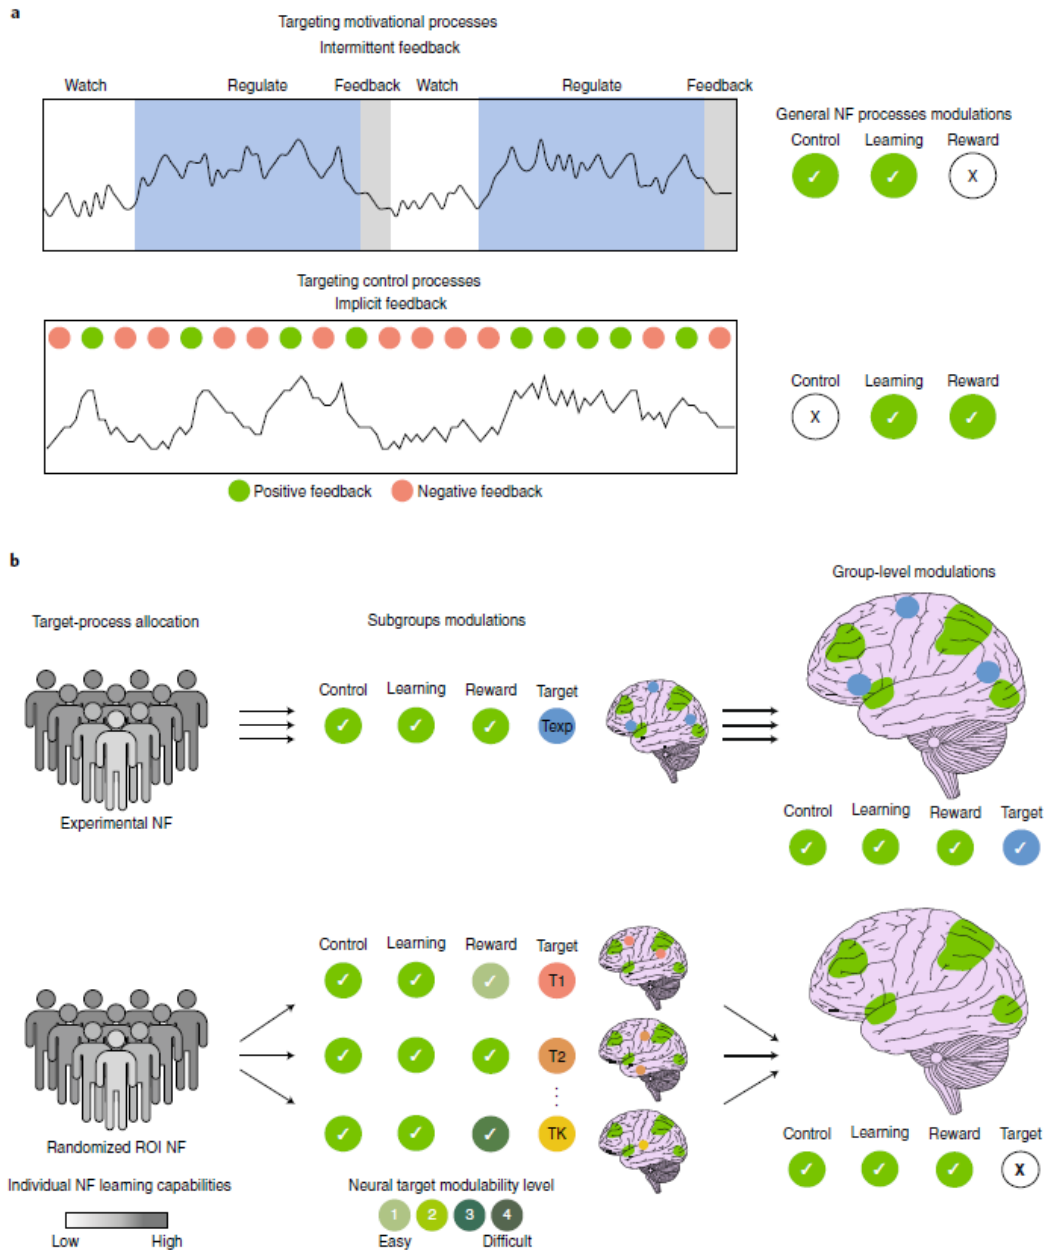 a
Targeting motivational processes
Intermittent feedback
Watch Regulate Feedback Watch Regulate Feedback
General NF processes modulations
Control Learning Reward
✓ ✓ X
Targeting control processes
Implicit feedback
Control Learning Reward
X ✓ ✓
Positive feedback Negative feedback
b
Group-level modulations
Target-process allocation Subgroups modulations
Control Learning Reward Target
✓ ✓ ✓ Texp
Experimental NF
Control Learning Reward Target
✓ ✓ ✓ ✓
Control Learning Reward Target
✓ ✓ ✓ T1
✓ ✓ ✓ T2
✓ ✓ ✓ TK
Randomized ROI NF
Control Learning Reward Target
✓ ✓ ✓ X
Individual NF learning capabilities
Low High
Neural target modulability level
1 2 3 4
Easy Difficult